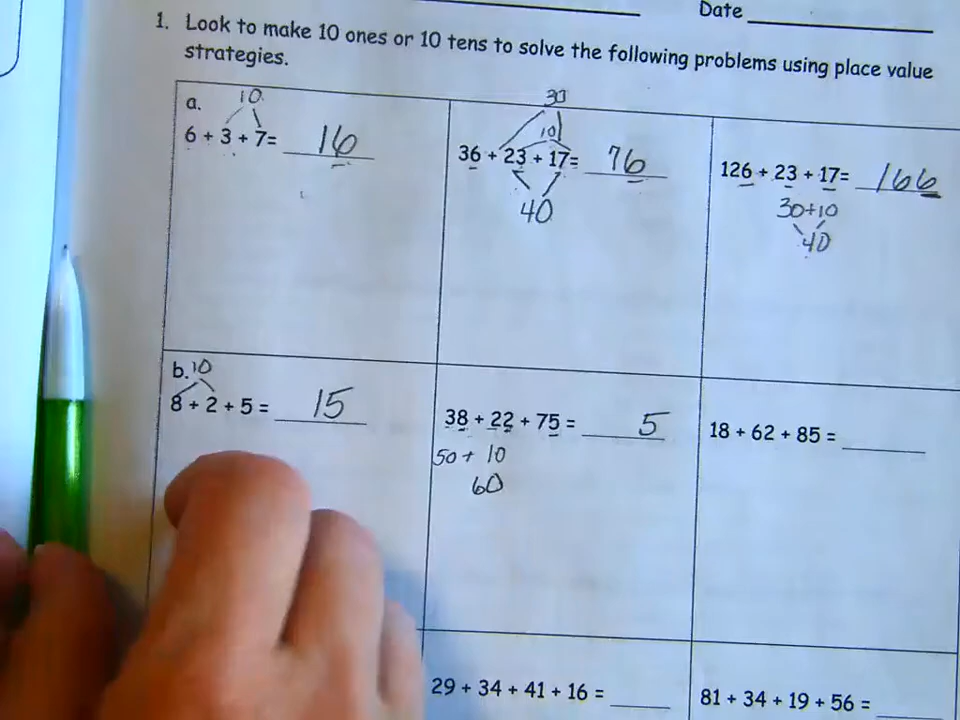 Date
1. Look to make 10 ones or 10 tens to solve the following problems using place value
strategies.
a. 10
6 + 3 + 7= 16
30
10
36 + 23 + 17= 76
40
126 + 23 + 17= 166
30+10
40
b. 10
8 + 2 + 5 = 15
38 + 22 + 75 = 5
50 + 10
60
18 + 62 + 85 =
29 + 34 + 41 + 16 =
81 + 34 + 19 + 56 =